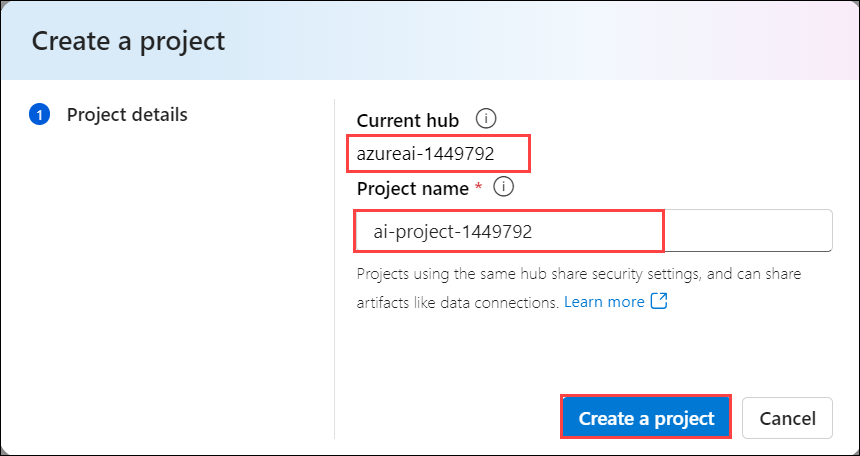 Create a project
1 Project details
Current hub
azureai-1449792
Project name *
ai-project-1449792
Projects using the same hub share security settings, and can share
artifacts like data connections. Learn more
Create a project
Cancel